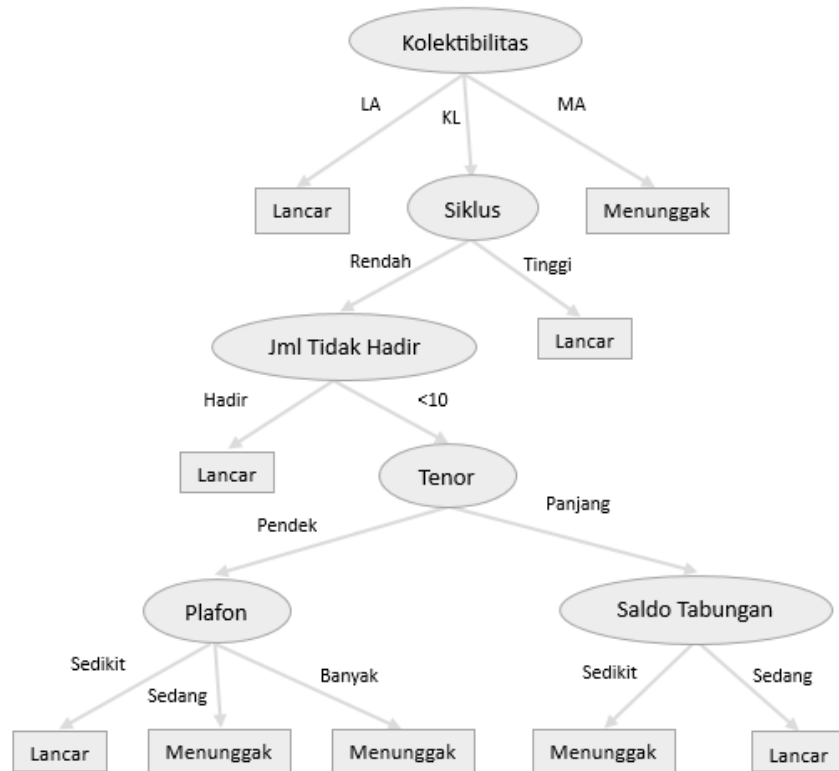 Kolektibilitas
LA
KL
MA
Lancar
Siklus
Menunggak
Rendah
Tinggi
Jml Tidak Hadir
Lancar
Hadir
<10
Lancar
Tenor
Pendek
Panjang
Plafon
Saldo Tabungan
Sedikit
Sedang
Banyak
Sedikit
Sedang
Lancar
Menunggak
Menunggak
Menunggak
Lancar